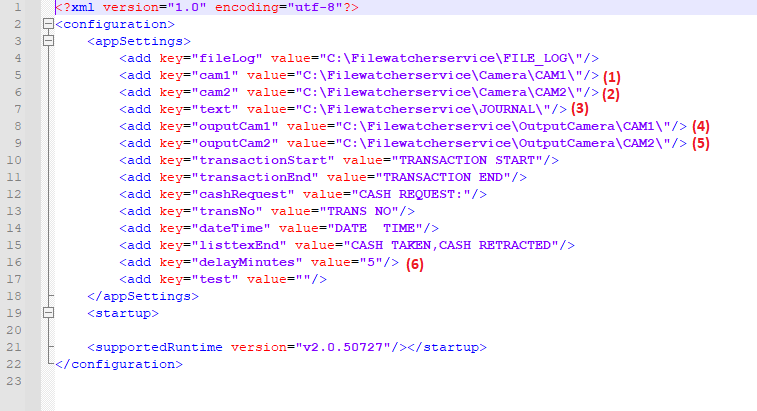 1 <?xml version="1.0" encoding="utf-8"?>
2 <configuration>
3 <appSettings>
4 <add key="fileLog" value="C:\Filewatcherservice\FILE_LOG\"/>
5 <add key="cam1" value="C:\Filewatcherservice\Camera\CAM1\"/> (1)
6 <add key="cam2" value="C:\Filewatcherservice\Camera\CAM2\"/> (2)
7 <add key="text" value="C:\Filewatcherservice\JOURNAL\"/> (3)
8 <add key="ouputCam1" value="C:\Filewatcherservice\OutputCamera\CAM1\"/> (4)
9 <add key="ouputCam2" value="C:\Filewatcherservice\OutputCamera\CAM2\"/> (5)
10 <add key="transactionStart" value="TRANSACTION START"/>
11 <add key="transactionEnd" value="TRANSACTION END"/>
12 <add key="cashRequest" value="CASH REQUEST:"/>
13 <add key="transNo" value="TRANS NO"/>
14 <add key="dateTime" value="DATE  TIME"/>
15 <add key="listtexEnd" value="CASH TAKEN,CASH RETRACTED"/>
16 <add key="delayMinutes" value="5"/> (6)
17 <add key="test" value=""/>
18 </appSettings>
19 <startup>
20
21 <supportedRuntime version="v2.0.50727"/></startup>
22 </configuration>
23